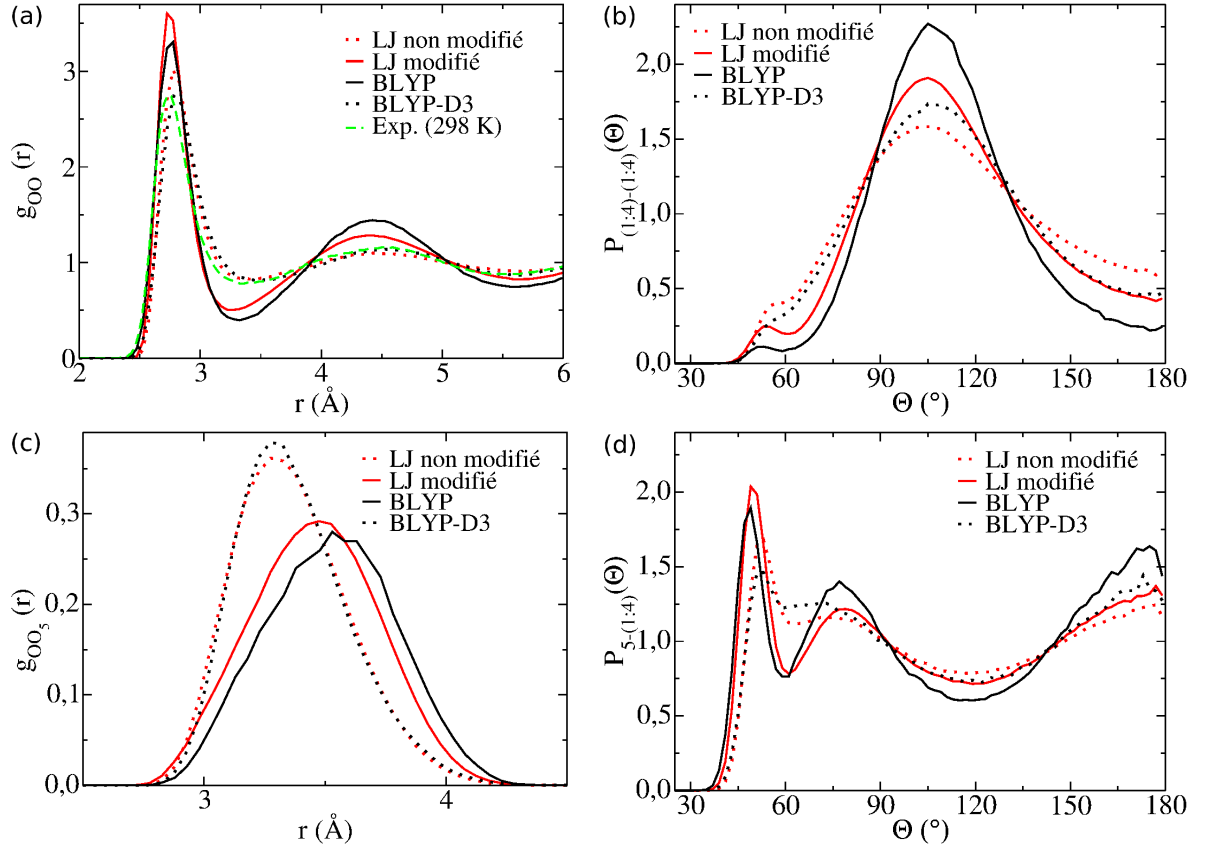 (a)
LJ non modifié
LJ modifié
BLYP
BLYP-D3
Exp. (298 K)
g_OO (r)
3
2
1
0
2 3 4 5 6
r (Å)
(b)
LJ non modifié
LJ modifié
BLYP
BLYP-D3
P_(1:4)-(1:4)(Θ)
2,0
1,5
1,0
0,5
0,0
30 60 90 120 150 180
Θ (°)
(c)
LJ non modifié
LJ modifié
BLYP
BLYP-D3
g_OO_5 (r)
0,3
0,2
0,1
0,0
3 4
r (Å)
(d)
LJ non modifié
LJ modifié
BLYP
BLYP-D3
P_5-(1:4)(Θ)
2,0
1,5
1,0
0,5
0,0
30 60 90 120 150 180
Θ (°)